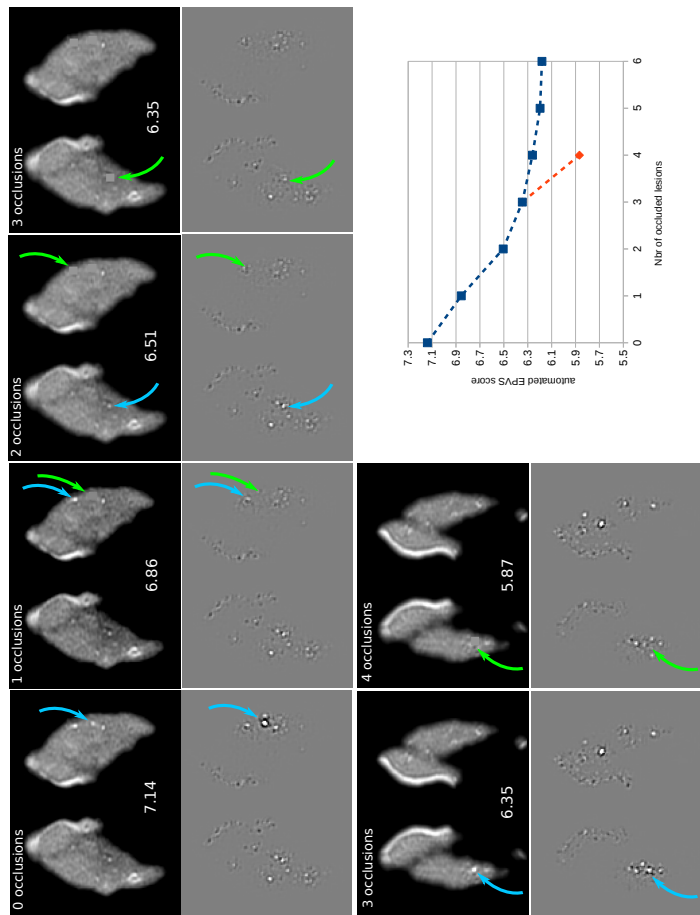 0 occlusions
7.14
1 occlusions
6.86
2 occlusions
6.51
3 occlusions
6.35
3 occlusions
6.35
4 occlusions
5.87
automated EPVS score
7.3
7.1
6.9
6.7
6.5
6.3
6.1
5.9
5.7
5.5
0 1 2 3 4 5 6
Nbr of occluded lesions